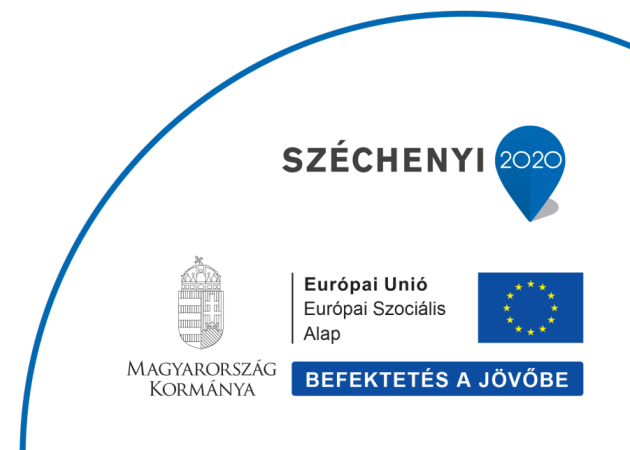 SZÉCHENYI 2020
Európai Unió
Európai Szociális
Alap
MAGYARORSZÁG
KORMÁNYA
BEFEKTETÉS A JÖVŐBE